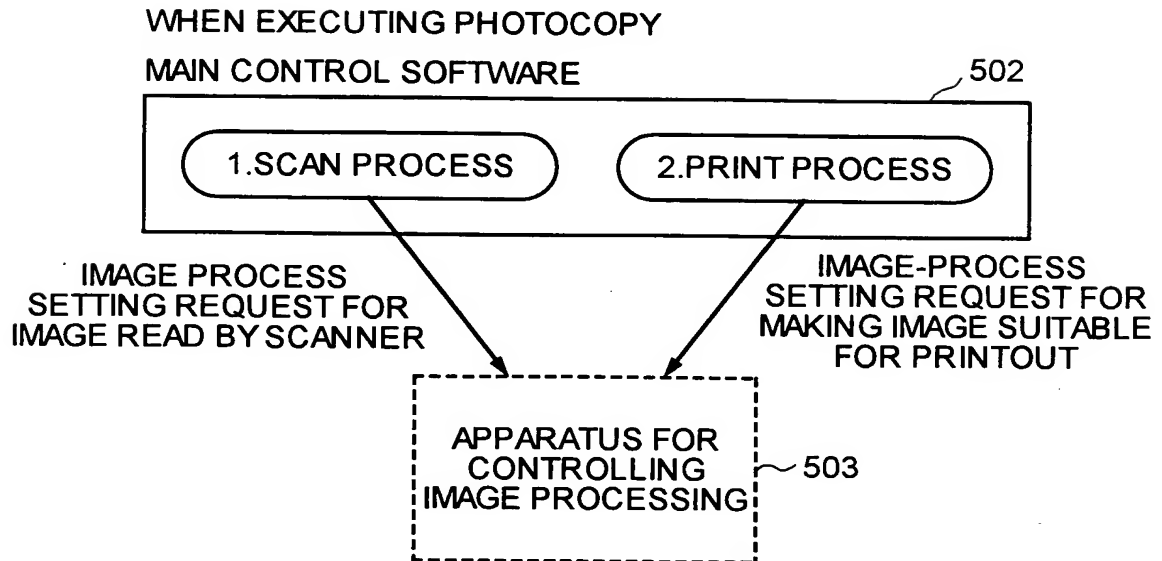 WHEN EXECUTING PHOTOCOPY
MAIN CONTROL SOFTWARE
502
1.SCAN PROCESS
2.PRINT PROCESS
IMAGE PROCESS
SETTING REQUEST FOR
IMAGE READ BY SCANNER
IMAGE-PROCESS
SETTING REQUEST FOR
MAKING IMAGE SUITABLE
FOR PRINTOUT
APPARATUS FOR
CONTROLLING
IMAGE PROCESSING
503